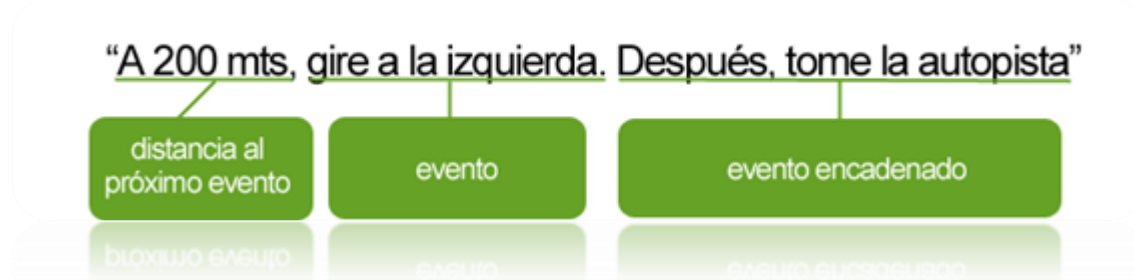 “A 200 mts, gire a la izquierda. Después, tome la autopista”
distancia al
próximo evento
evento
evento encadenado